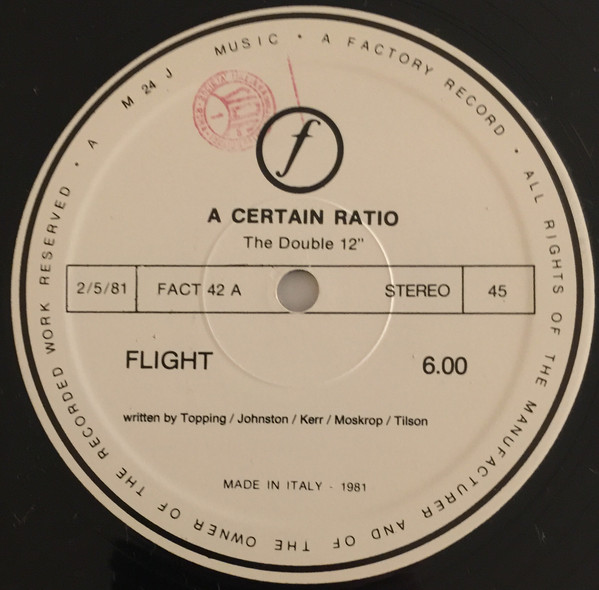 A M 24 J MUSIC • A FACTORY RECORD • ALL RIGHTS OF THE MANUFACTURER AND OF THE OWNER OF THE RECORDED WORK RESERVED •
f
A CERTAIN RATIO
The Double 12"
2/5/81 FACT 42 A STEREO 45
FLIGHT 6.00
written by Topping / Johnston / Kerr / Moskrop / Tilson
MADE IN ITALY - 1981